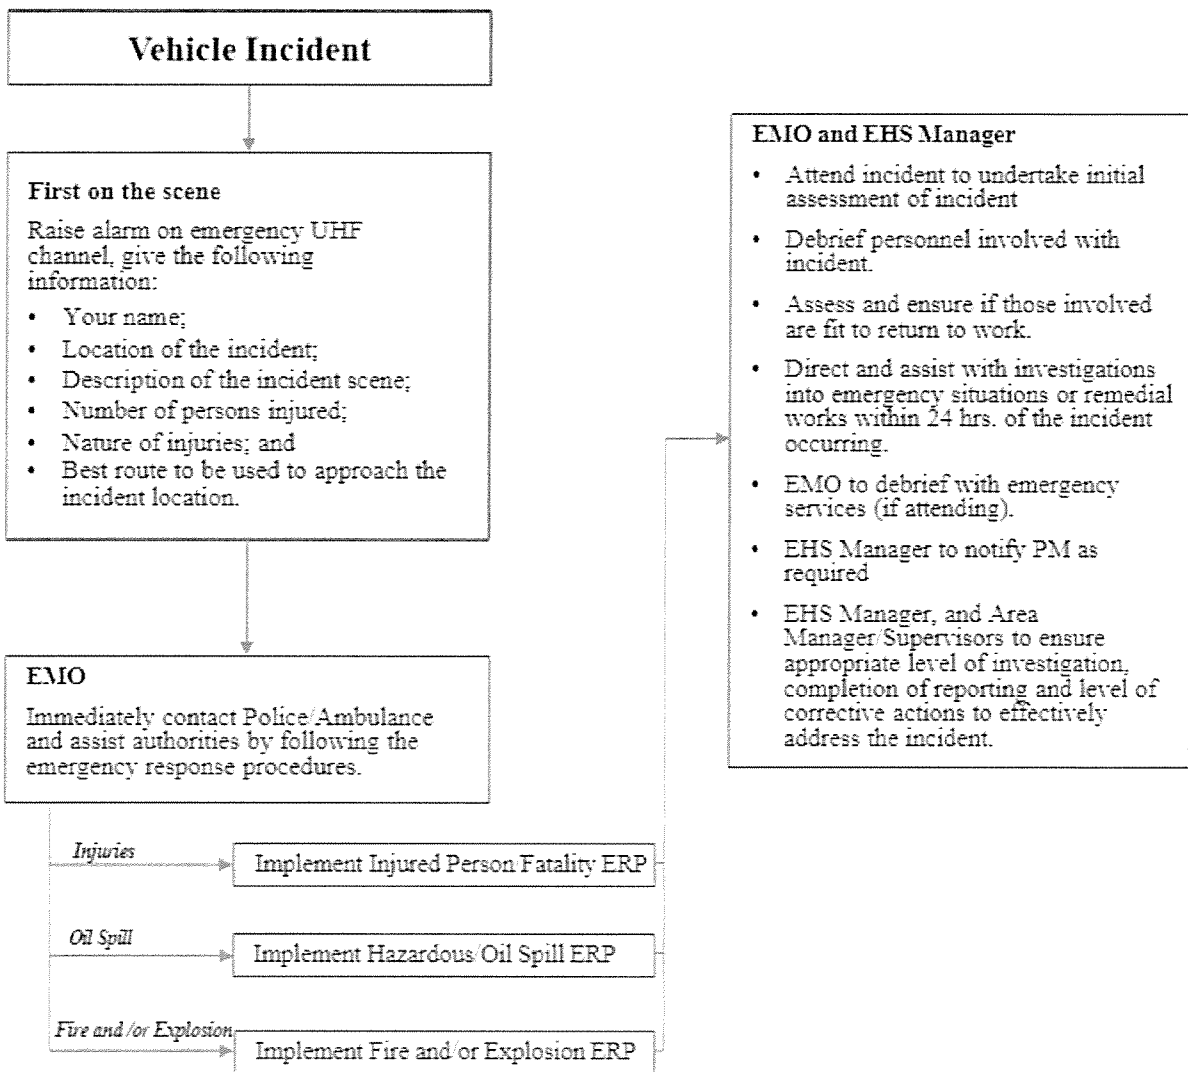 Vehicle Incident
First on the scene
Raise alarm on emergency UHF
channel, give the following
information:
• Your name;
• Location of the incident;
• Description of the incident scene;
• Number of persons injured;
• Nature of injuries; and
• Best route to be used to approach the
incident location.
EMO
Immediately contact Police/Ambulance
and assist authorities by following the
emergency response procedures.
Injuries
Implement Injured Person/Fatality ERP
Oil Spill
Implement Hazardous/Oil Spill ERP
Fire and /or Explosion
Implement Fire and/or Explosion ERP
EMO and EHS Manager
• Attend incident to undertake initial
assessment of incident
• Debrief personnel involved with
incident.
• Assess and ensure if those involved
are fit to return to work.
• Direct and assist with investigations
into emergency situations or remedial
works within 24 hrs. of the incident
occurring.
• EMO to debrief with emergency
services (if attending).
• EHS Manager to notify PM as
required
• EHS Manager, and Area
Manager/Supervisors to ensure
appropriate level of investigation,
completion of reporting and level of
corrective actions to effectively
address the incident.